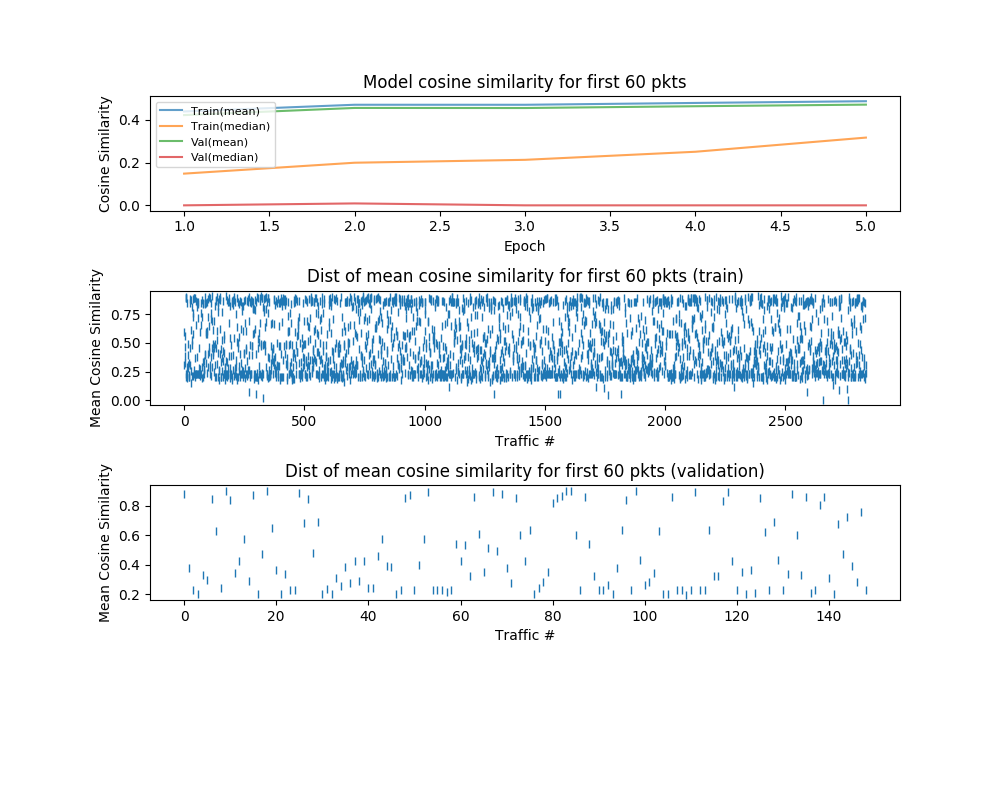 Model cosine similarity for first 60 pkts
Cosine Similarity
0.4
0.2
0.0
Train(mean)
Train(median)
Val(mean)
Val(median)
1.0 1.5 2.0 2.5 3.0 3.5 4.0 4.5 5.0
Epoch
Dist of mean cosine similarity for first 60 pkts (train)
Mean Cosine Similarity
0.75
0.50
0.25
0.00
0 500 1000 1500 2000 2500
Traffic #
Dist of mean cosine similarity for first 60 pkts (validation)
Mean Cosine Similarity
0.8
0.6
0.4
0.2
0 20 40 60 80 100 120 140
Traffic #